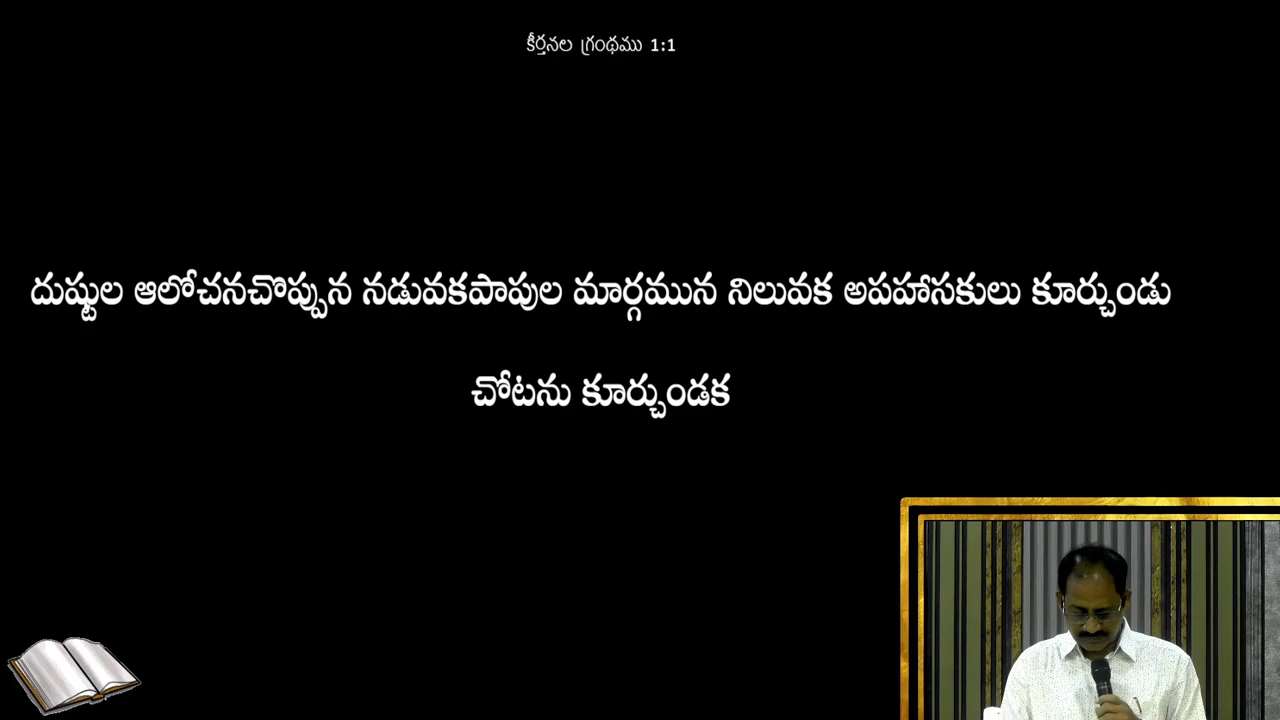 కీర్తనల గ్రంథము 1:1
దుష్టుల ఆలోచనచొప్పున నడువకపాపుల మార్గమున నిలువక అపహాసకులు కూర్చుండు
చోటను కూర్చుండక